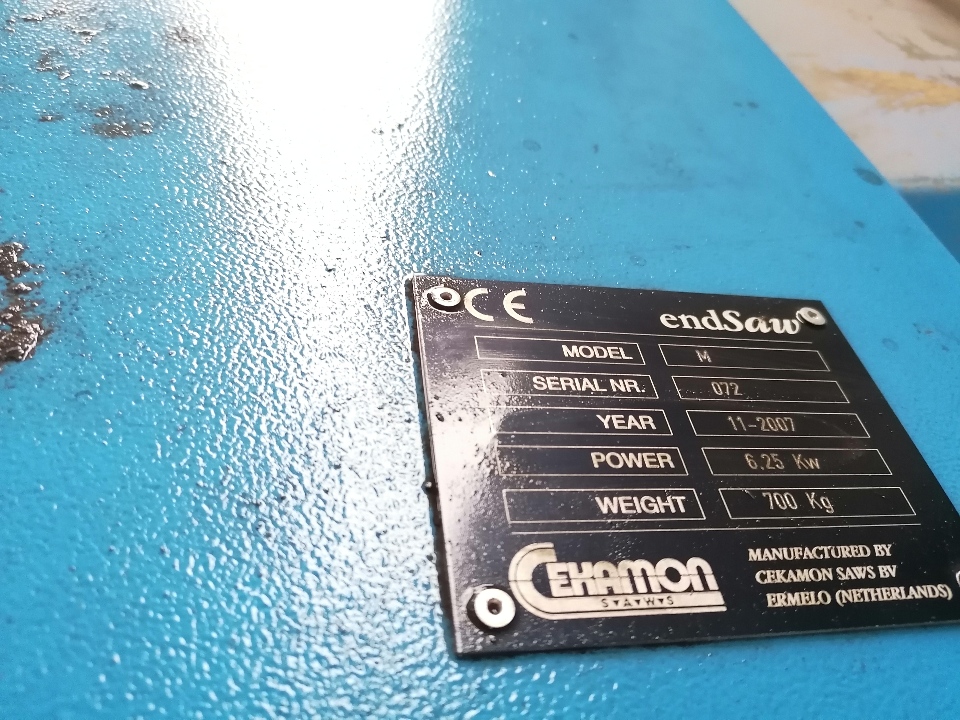 CE endSaw
MODEL M
SERIAL NR. 072
YEAR 11-2007
POWER 6,25 Kw
WEIGHT 700 Kg
CEKAMON
S▼A▼W▼S
MANUFACTURED BY
CEKAMON SAWS BV
ERMELO (NETHERLANDS)